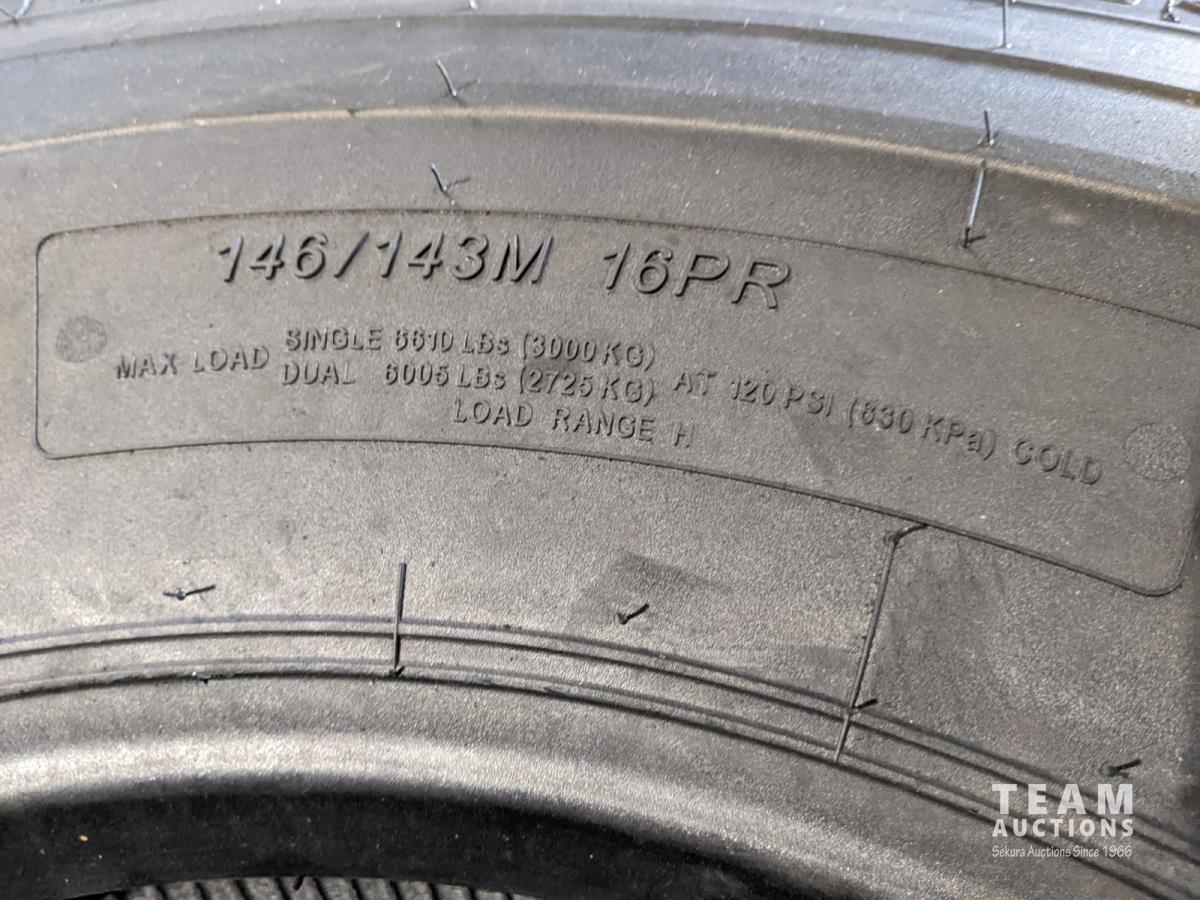 146/143M 16PR
MAX LOAD SINGLE 6610 LBs (3000 KG)
DUAL 6005 LBs (2725 KG) AT 120 PSI (830 KPa) COLD
LOAD RANGE H
TEAM
AUCTIONS
Sekura Auctions Since 1966